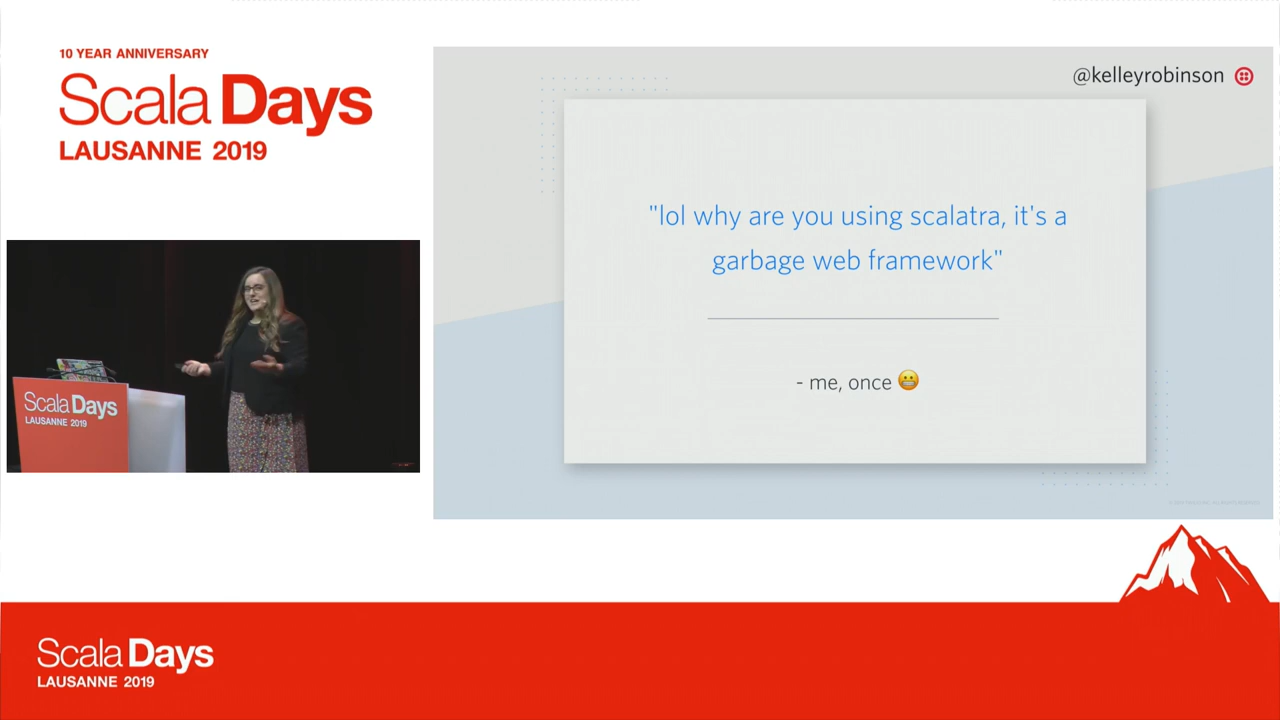 10 YEAR ANNIVERSARY
Scala Days
LAUSANNE 2019
@kelleyrobinson
"lol why are you using scalatra, it's a
garbage web framework"
- me, once 😬
Scala Days
LAUSANNE 2019
Scala Days
LAUSANNE 2019